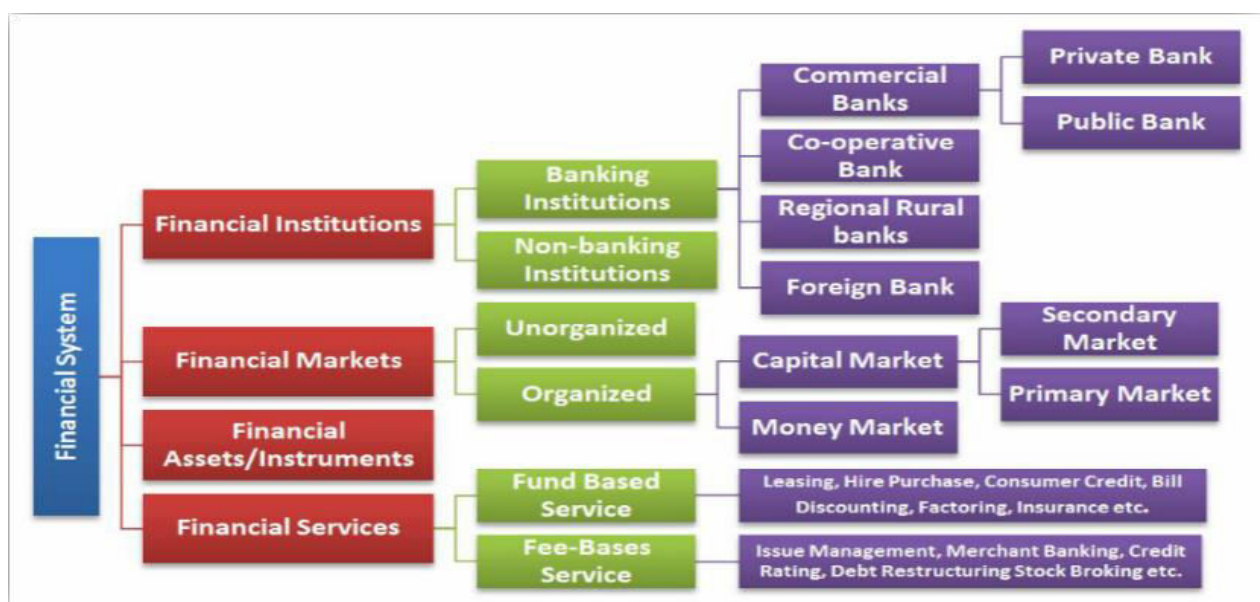 Financial System
Financial Institutions
Banking
Institutions
Commercial
Banks
Private Bank
Public Bank
Co-operative
Bank
Regional Rural
banks
Foreign Bank
Non-banking
Institutions
Financial Markets
Unorganized
Organized
Capital Market
Secondary
Market
Primary Market
Money Market
Financial
Assets/Instruments
Financial Services
Fund Based
Service
Leasing, Hire Purchase, Consumer Credit, Bill
Discounting, Factoring, Insurance etc.
Fee-Bases
Service
Issue Management, Merchant Banking, Credit
Rating, Debt Restructuring Stock Broking etc.